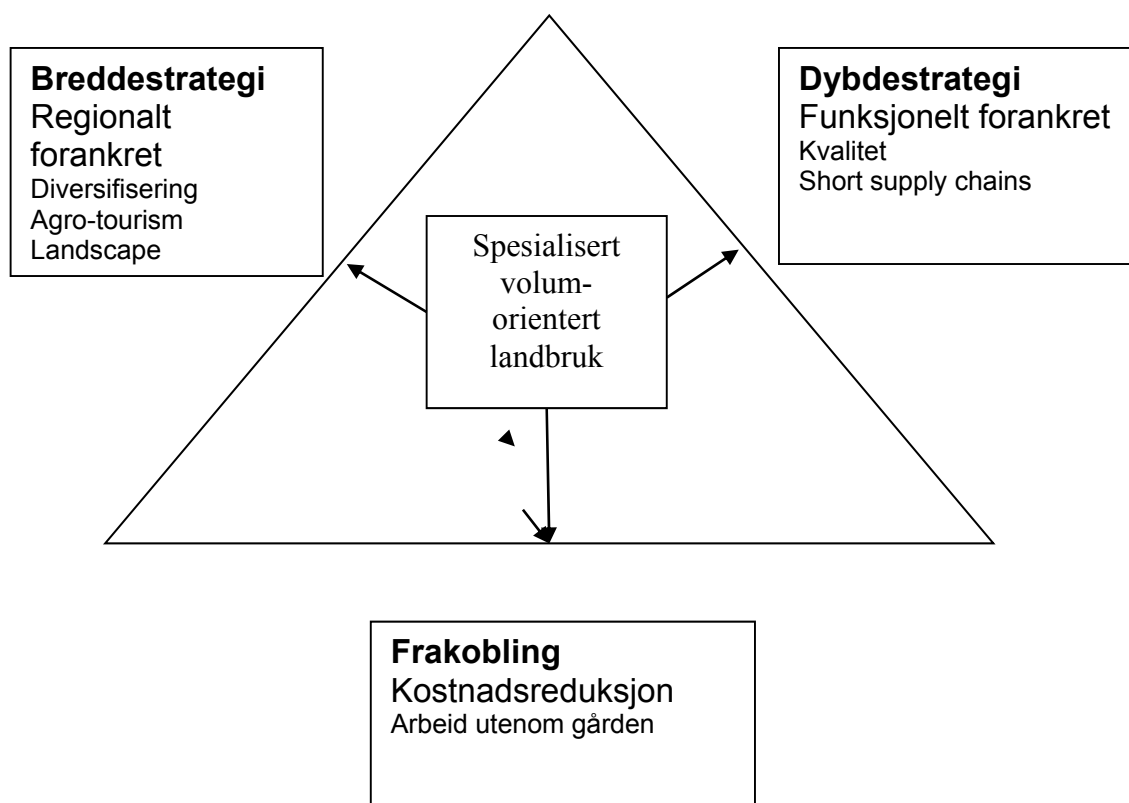 Breddestrategi
Regionalt
forankret
Diversifisering
Agro-tourism
Landscape
Dybdestrategi
Funksjonelt forankret
Kvalitet
Short supply chains
Spesialisert
volum-
orientert
landbruk
Frakobling
Kostnadsreduksjon
Arbeid utenom gården